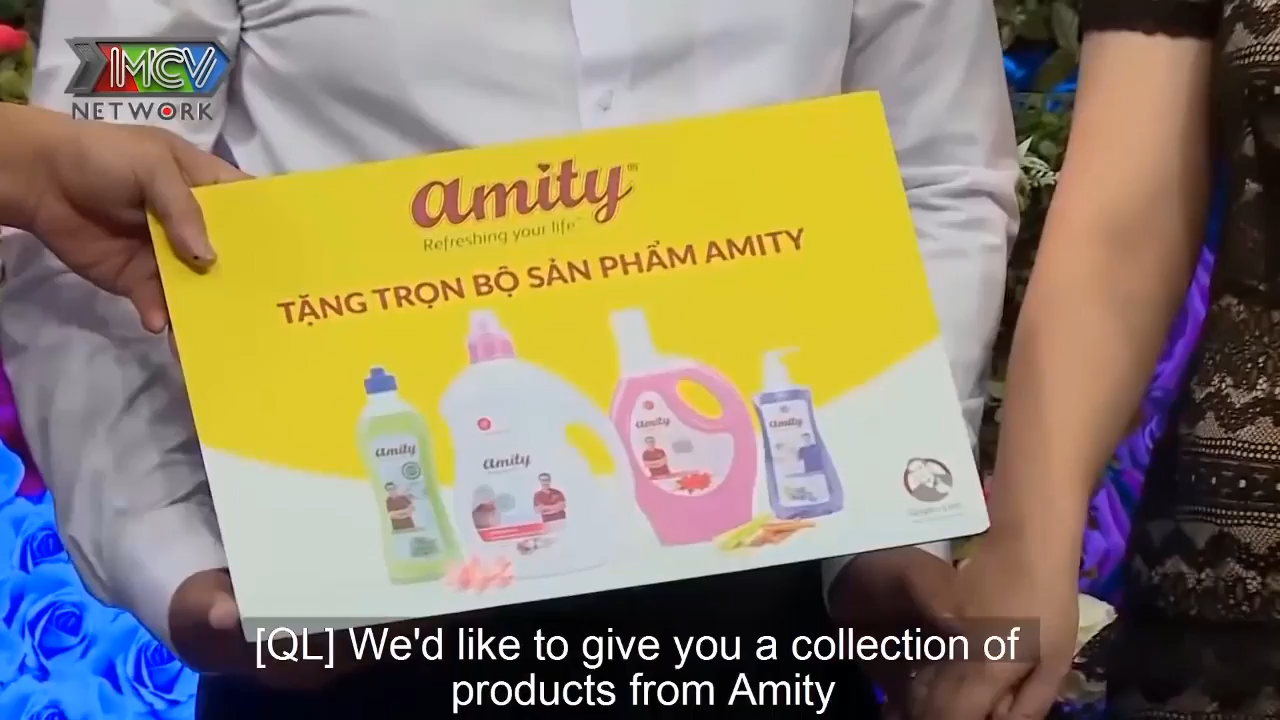 MCV
NETWORK
amity
Refreshing your life
TẶNG TRỌN BỘ SẢN PHẨM AMITY
amity
amity
amity
amity
[QL] We'd like to give you a collection of
products from Amity